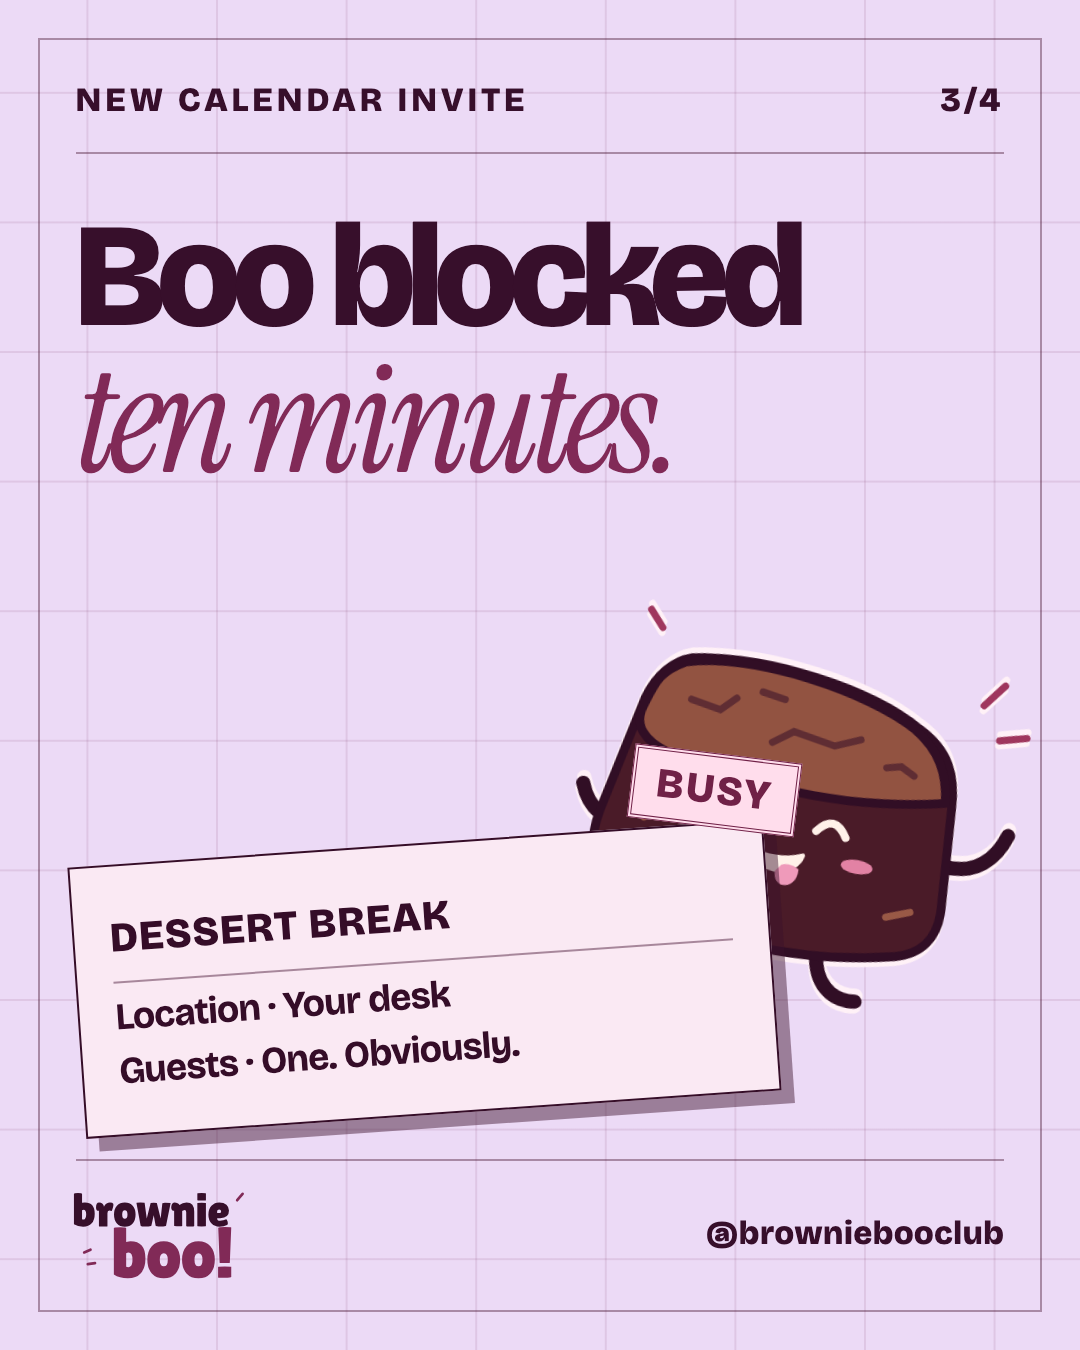 NEW CALENDAR INVITE
3/4
Boo blocked
ten minutes.
BUSY
DESSERT BREAK
Location · Your desk
Guests · One. Obviously.
brownie
boo!
@browniebooclub